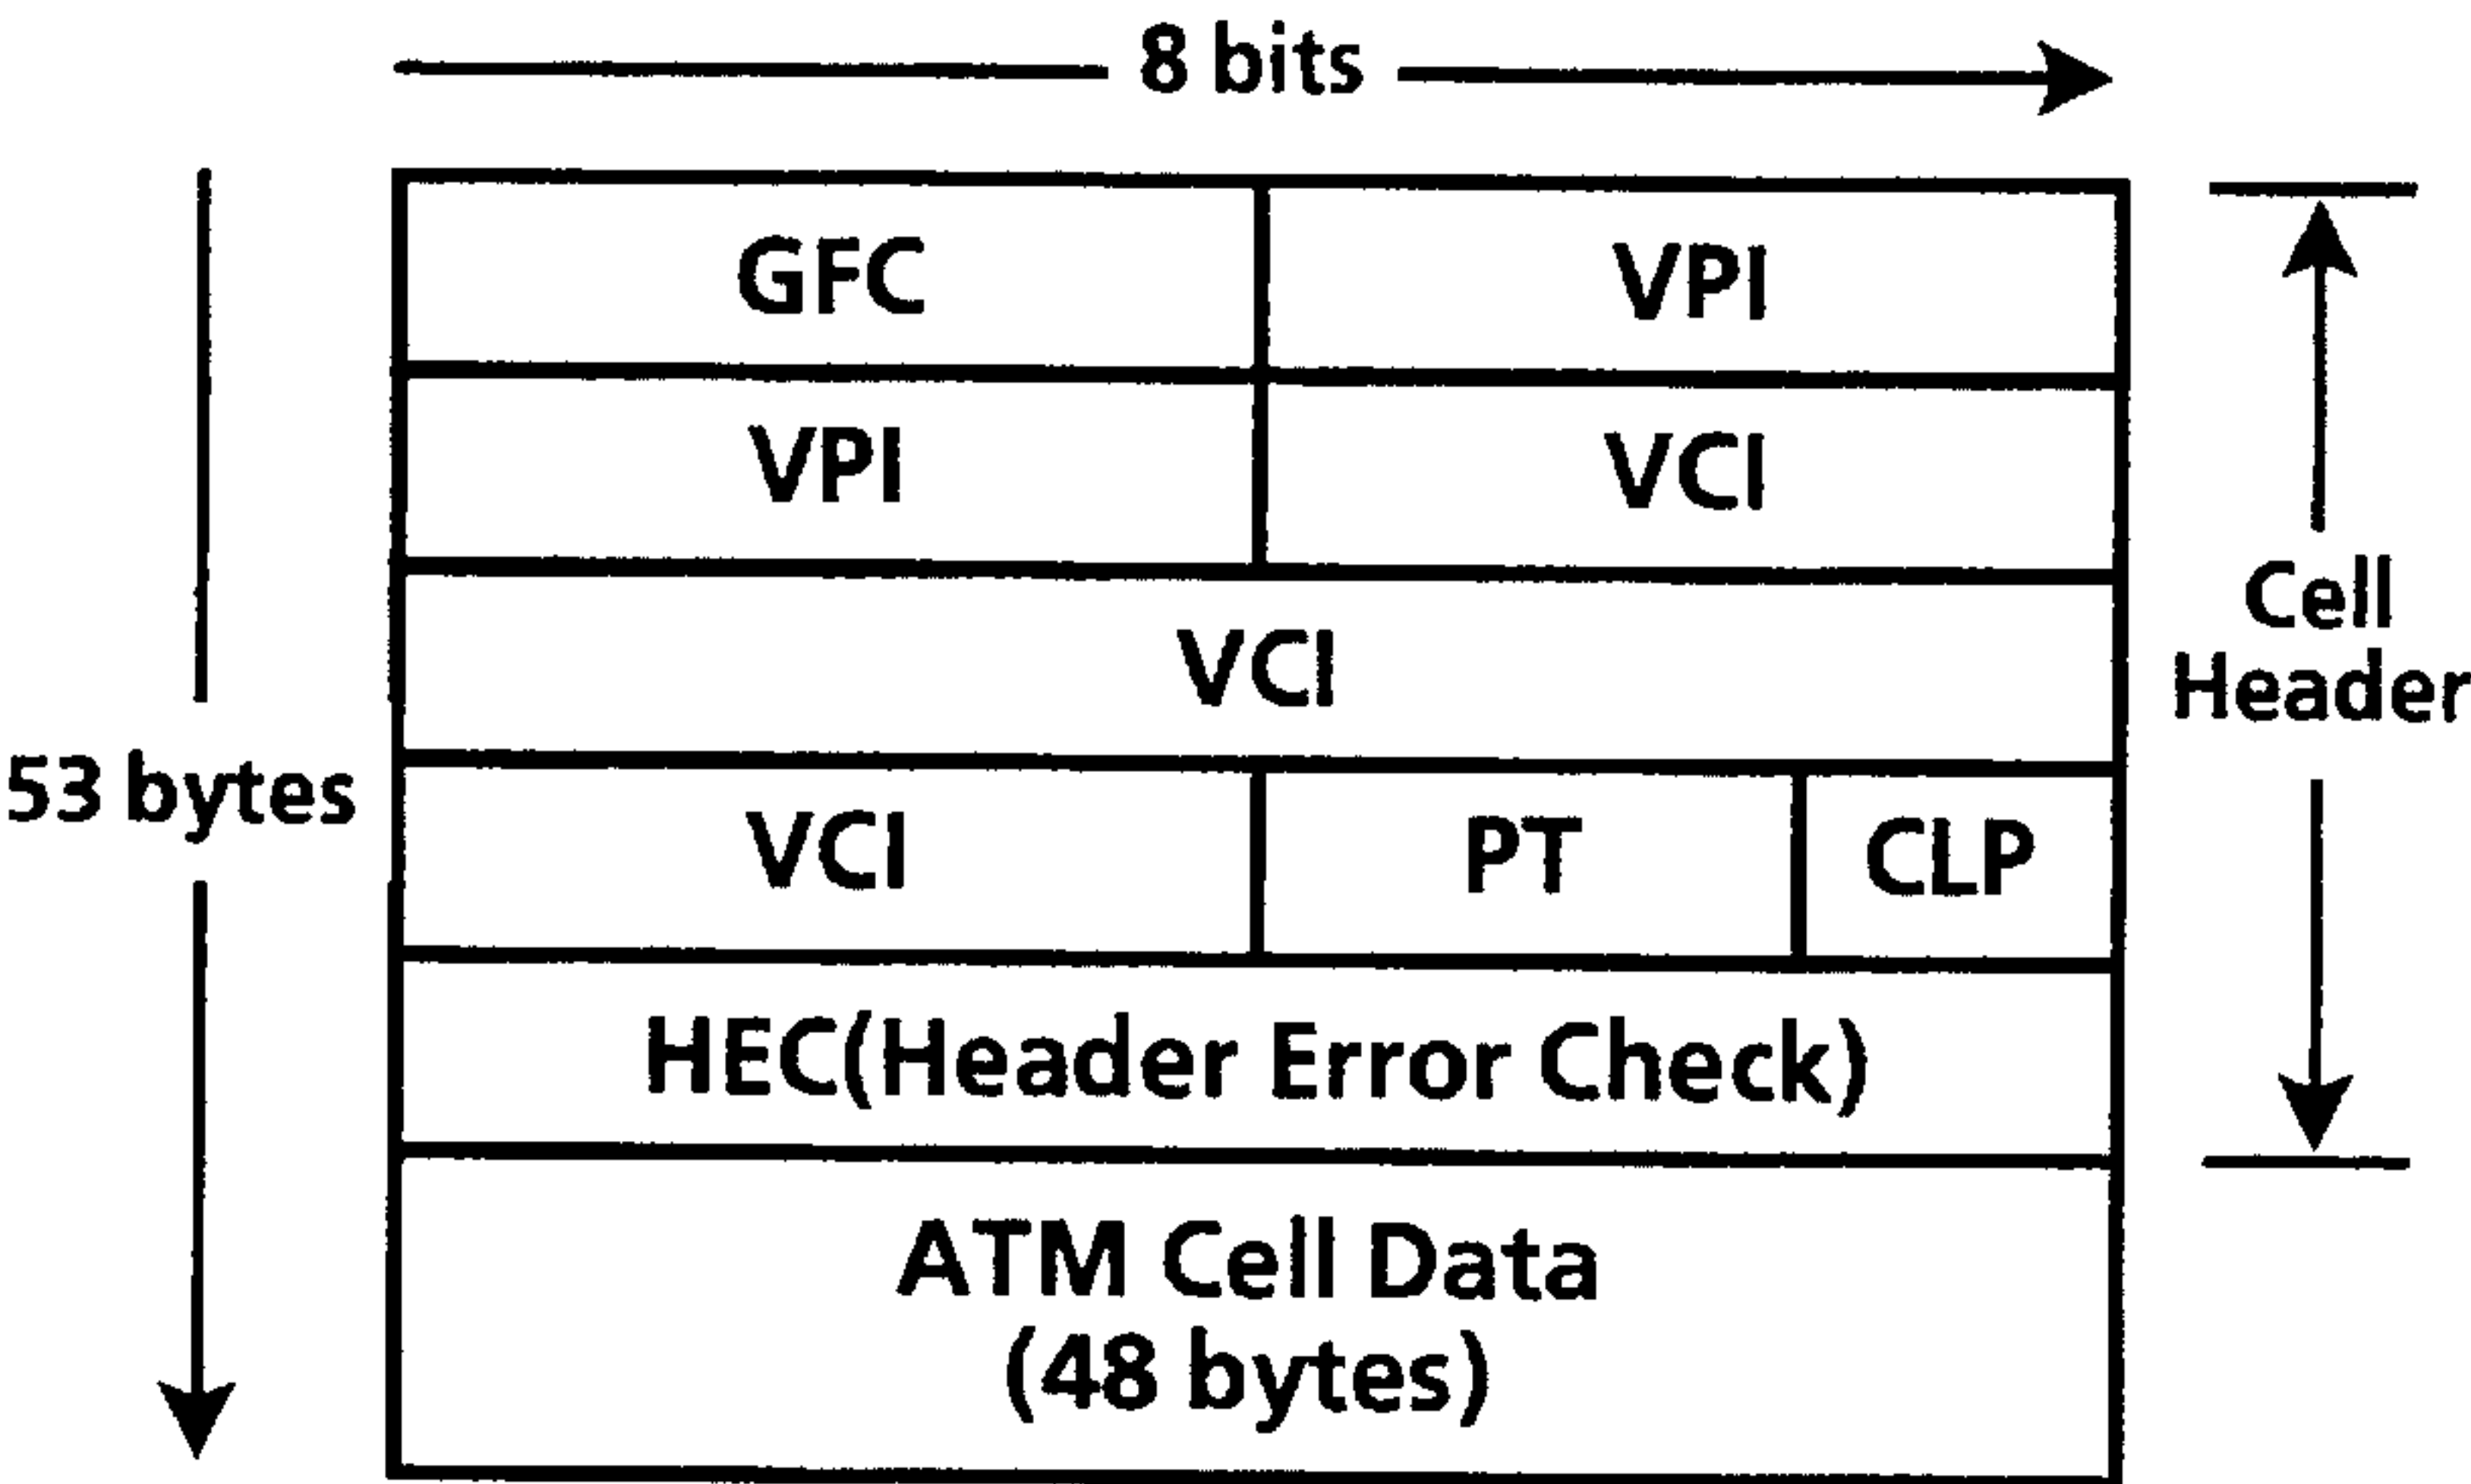 8 bits
GFC VPI
VPI VCI
VCI
Cell
Header
53 bytes
VCI PT CLP
HEC(Header Error Check)
ATM Cell Data
(48 bytes)